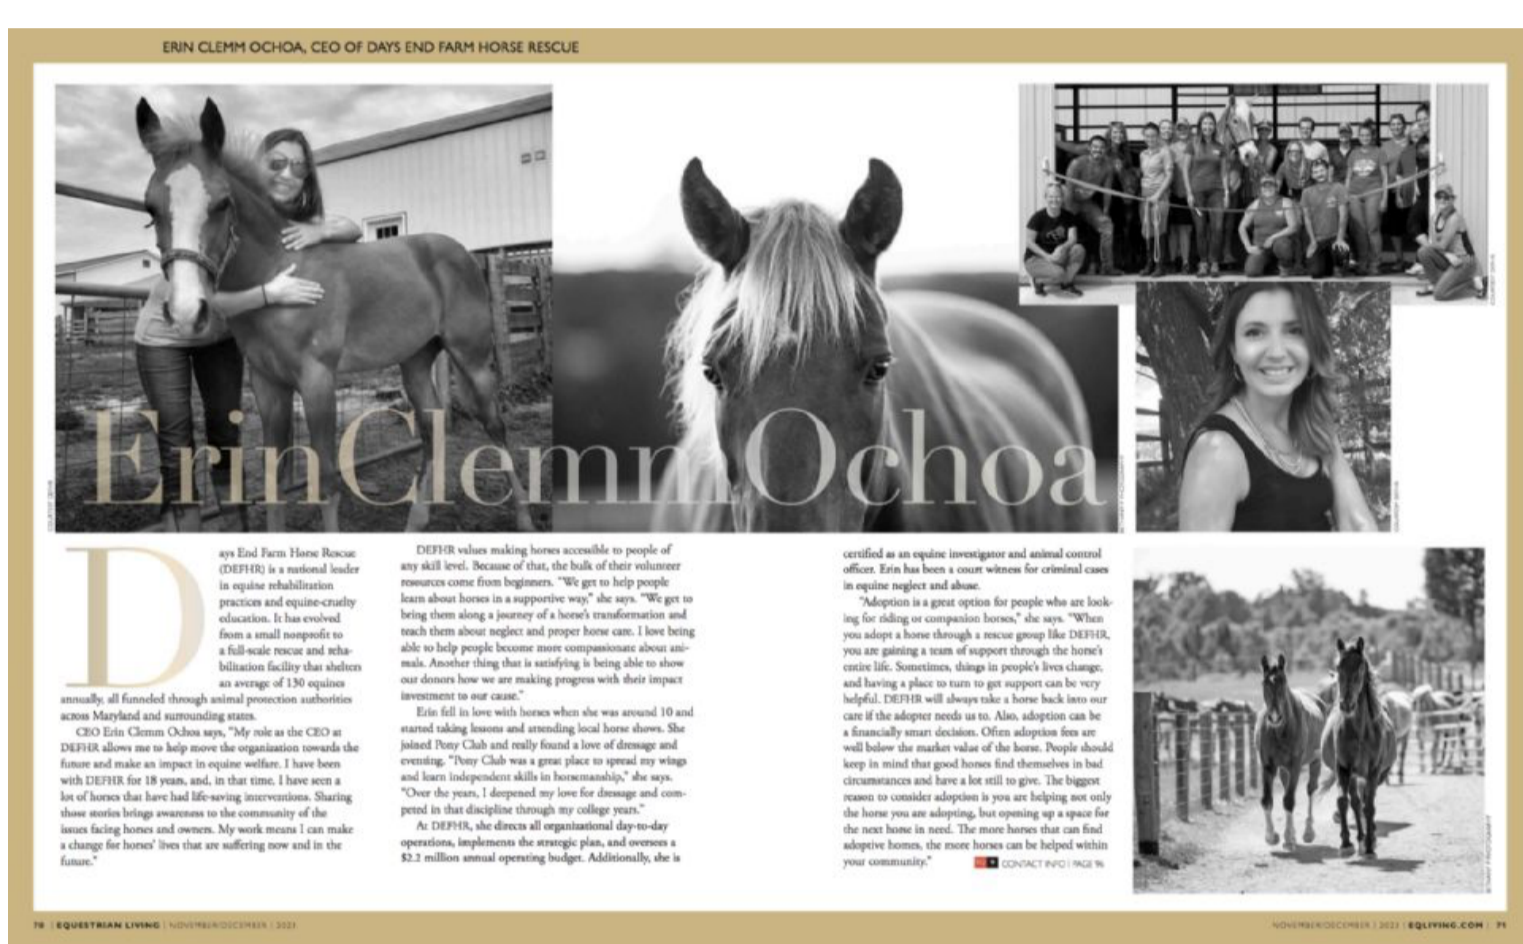 ERIN CLEMM OCHOA, CEO OF DAYS END FARM HORSE RESCUE
ErinClemmOchoa
Days End Farm Horse Rescue
(DEFHR) is a national leader
in equine rehabilitation
practices and equine-cruelty
education. It has evolved
from a small nonprofit to
a full-scale rescue and reha-
bilitation facility that shelters
an average of 130 equines
annually, all funneled through animal protection authorities
across Maryland and surrounding states.
CEO Erin Clemm Ochoa says, "My role as the CEO at
DEFHR allows me to help move the organization towards the
future and make an impact in equine welfare. I have been
with DEFHR for 18 years, and, in that time, I have seen a
lot of horses that have had life-saving interventions. Sharing
those stories brings awareness to the community of the
issues facing horses and owners. My work means I can make
a change for horses' lives that are suffering now and in the
future."
DEFHR values making horses accessible to people of
any skill level. Because of that, the bulk of their volunteer
resources come from beginners. "We get to help people
learn about horses in a supportive way," she says. "We get to
bring them along a journey of a horse's transformation and
teach them about neglect and proper horse care. I love being
able to help people become more compassionate about ani-
mals. Another thing that is satisfying is being able to show
our donors how we are making progress with their impact
investment to our cause."
Erin fell in love with horses when she was around 10 and
started taking lessons and attending local horse shows. She
joined Pony Club and really found a love of dressage and
eventing. "Pony Club was a great place to spread my wings
and learn independent skills in horsemanship," she says.
"Over the years, I deepened my love for dressage and com-
peted in that discipline through my college years."
At DEFHR, she directs all organizational day-to-day
operations, implements the strategic plan, and oversees a
$2.2 million annual operating budget. Additionally, she is
certified as an equine investigator and animal control
officer. Erin has been a court witness for criminal cases
in equine neglect and abuse.
"Adoption is a great option for people who are look-
ing for riding or companion horses," she says. "When
you adopt a horse through a rescue group like DEFHR,
you are gaining a team of support through the horse's
entire life. Sometimes, things in people's lives change,
and having a place to turn to get support can be very
helpful. DEFHR will always take a horse back into our
care if the adopter needs us to. Also, adoption can be
a financially smart decision. Often adoption fees are
well below the market value of the horse. People should
keep in mind that good horses find themselves in bad
circumstances and have a lot still to give. The biggest
reason to consider adoption is you are helping not only
the horse you are adopting, but opening up a space for
the next horse in need. The more horses that can find
adoptive homes, the more horses can be helped within
your community."
CONTACT INFO | PAGE 96
70 | EQUESTRIAN LIVING | NOVEMBER/DECEMBER | 2023
NOVEMBER/DECEMBER | 2023 | EQLIVING.COM | 71